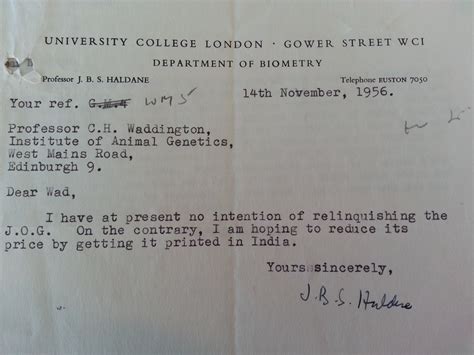 UNIVERSITY COLLEGE LONDON · GOWER STREET WC1
DEPARTMENT OF BIOMETRY
Professor J. B. S. HALDANE Telephone EUSTON 7050
14th November, 1956.
Your ref. WMS
Professor C.H. Waddington,
Institute of Animal Genetics,
West Mains Road,
Edinburgh 9.
Dear Wad,
I have at present no intention of relinquishing the
J.O.G. On the contrary, I am hoping to reduce its
price by getting it printed in India.
Yours sincerely,
J.B.S. Haldane